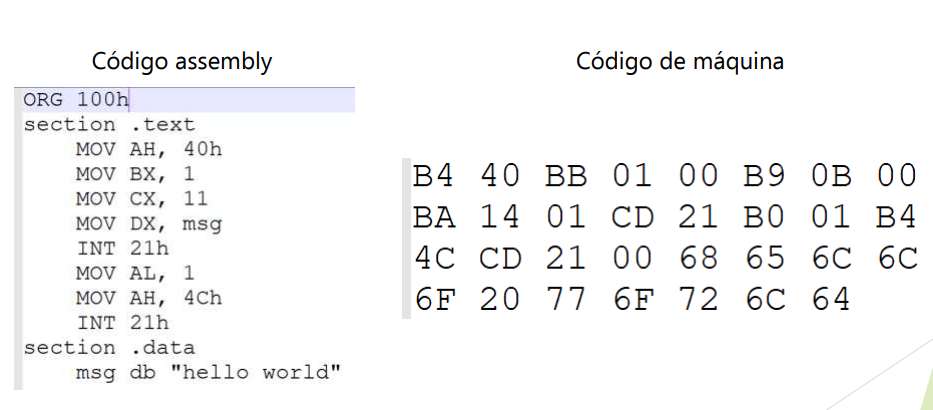 Código assembly
ORG 100h
section .text
MOV AH, 40h
MOV BX, 1
MOV CX, 11
MOV DX, msg
INT 21h
MOV AL, 1
MOV AH, 4Ch
INT 21h
section .data
msg db "hello world"
Código de máquina
B4 40 BB 01 00 B9 0B 00
BA 14 01 CD 21 B0 01 B4
4C CD 21 00 68 65 6C 6C
6F 20 77 6F 72 6C 64